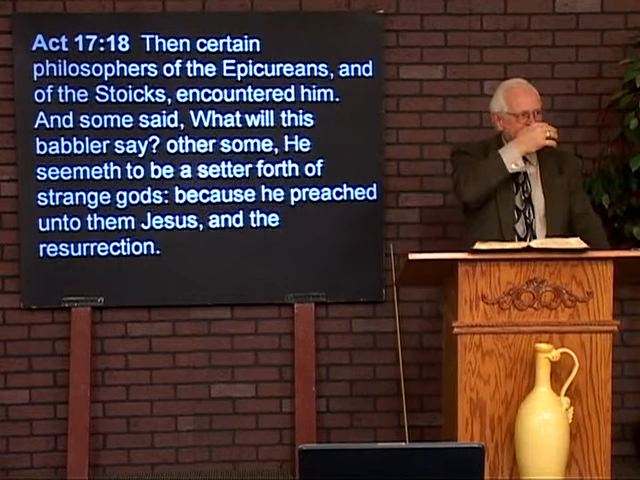 Act 17:18 Then certain
philosophers of the Epicureans, and
of the Stoicks, encountered him.
And some said, What will this
babbler say? other some, He
seemeth to be a setter forth of
strange gods: because he preached
unto them Jesus, and the
resurrection.